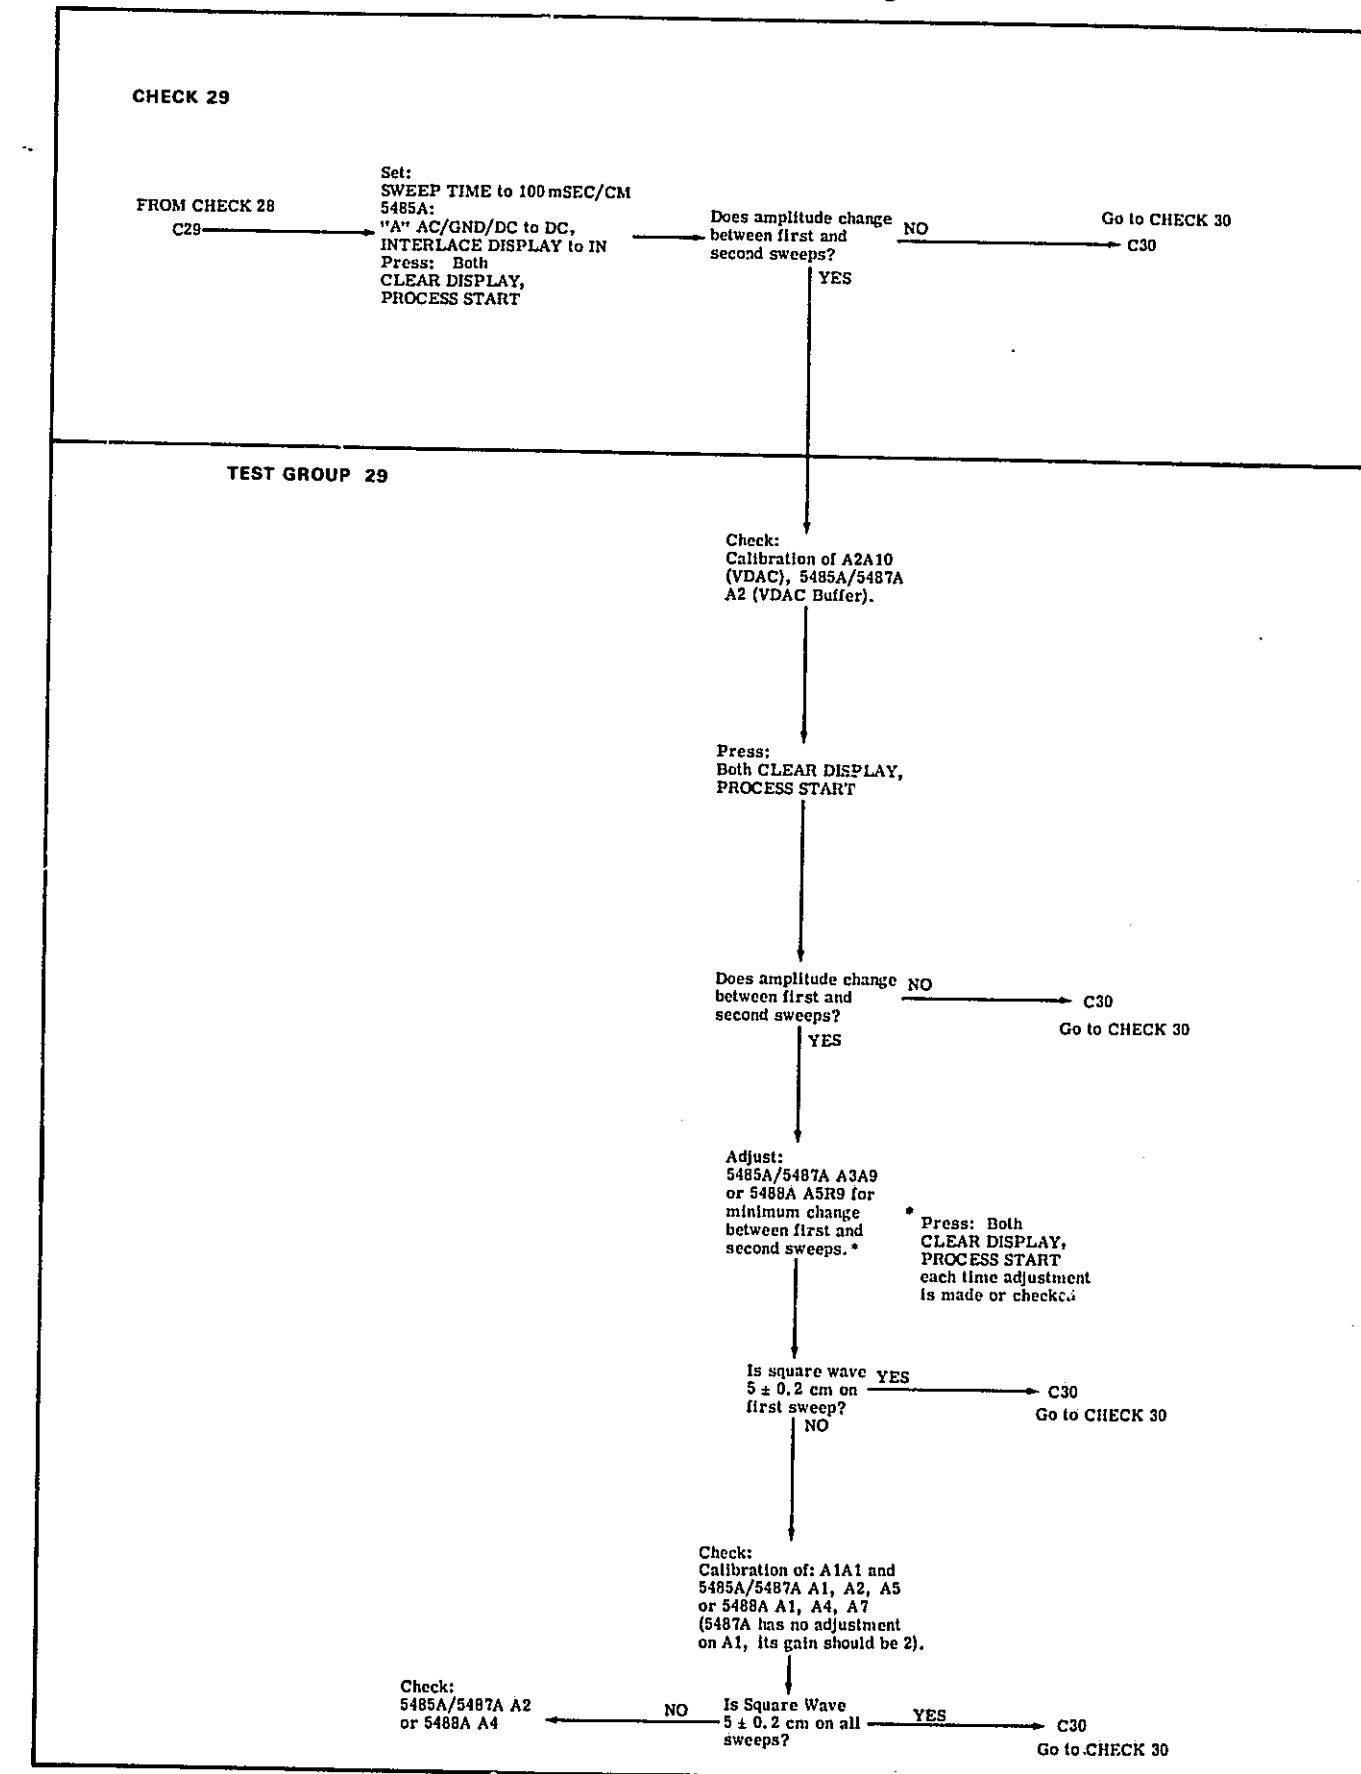 CHECK 29
FROM CHECK 28
C29
Set:
SWEEP TIME to 100 mSEC/CM
5485A:
"A" AC/GND/DC to DC,
INTERLACE DISPLAY to IN
Press: Both
CLEAR DISPLAY,
PROCESS START
Does amplitude change
between first and
second sweeps?
NO
Go to CHECK 30
C30
YES
TEST GROUP 29
Check:
Calibration of A2A10
(VDAC), 5485A/5487A
A2 (VDAC Buffer).
Press:
Both CLEAR DISPLAY,
PROCESS START
Does amplitude change
between first and
second sweeps?
NO
C30
Go to CHECK 30
YES
Adjust:
5485A/5487A A3A9
or 5488A A5R9 for
minimum change
between first and
second sweeps.*
* Press: Both
CLEAR DISPLAY,
PROCESS START
each time adjustment
is made or checked
Is square wave
5 ± 0.2 cm on
first sweep?
YES
C30
Go to CHECK 30
NO
Check:
Calibration of: A1A1 and
5485A/5487A A1, A2, A5
or 5488A A1, A4, A7
(5487A has no adjustment
on A1, its gain should be 2).
Is Square Wave
5 ± 0.2 cm on all
sweeps?
NO
Check:
5485A/5487A A2
or 5488A A4
YES
C30
Go to CHECK 30